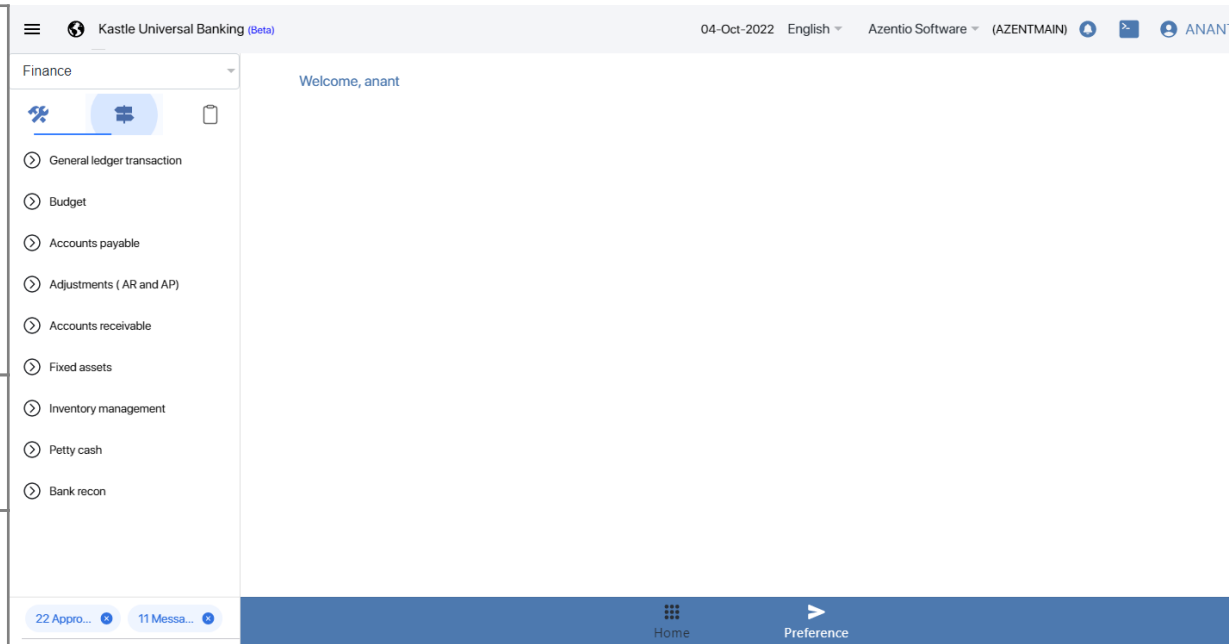 Kastle Universal Banking (Beta)
04-Oct-2022 English Azentio Software (AZENTMAIN) ANANT
Finance
Welcome, anant
General ledger transaction
Budget
Accounts payable
Adjustments ( AR and AP)
Accounts receivable
Fixed assets
Inventory management
Petty cash
Bank recon
22 Appro... 11 Messa...
Home Preference